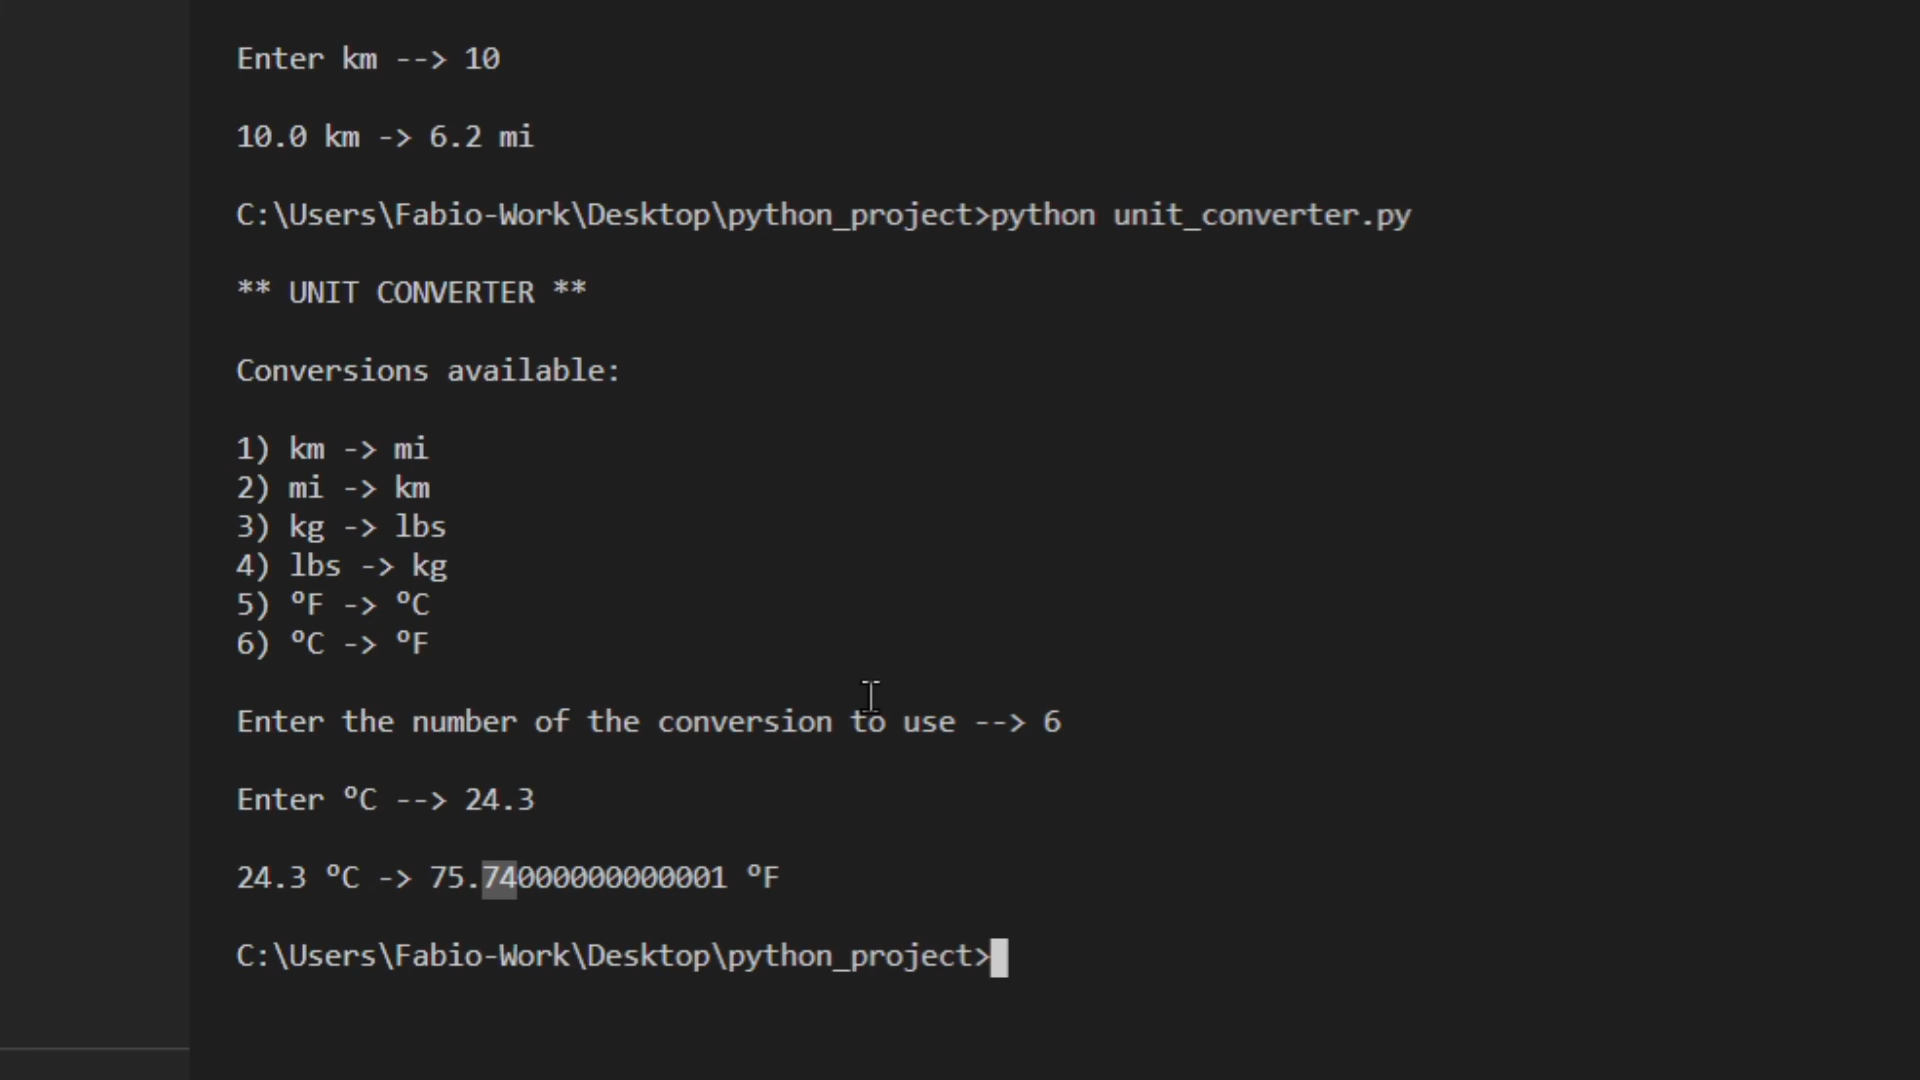 Enter km --> 10
10.0 km -> 6.2 mi
C:\Users\Fabio-Work\Desktop\python_project>python unit_converter.py
** UNIT CONVERTER **
Conversions available:
1) km -> mi
2) mi -> km
3) kg -> lbs
4) lbs -> kg
5) ºF -> ºC
6) ºC -> ºF
Enter the number of the conversion to use --> 6
Enter ºC --> 24.3
24.3 ºC -> 75.74000000000001 ºF
C:\Users\Fabio-Work\Desktop\python_project>